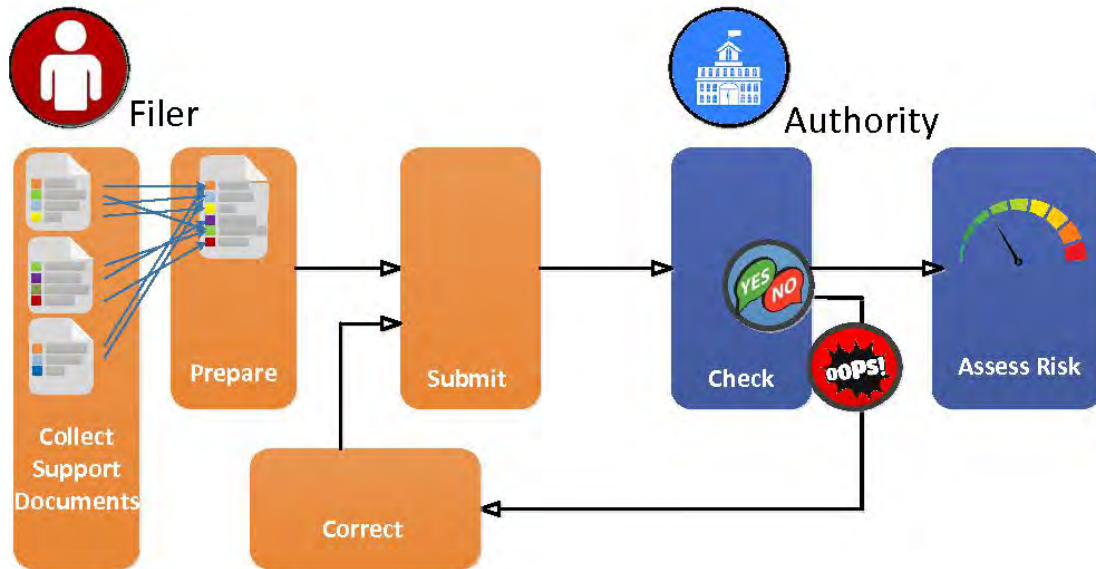 Filer
Authority
Prepare
Submit
YES
NO
Check
OOPS!
Assess Risk
Collect
Support
Documents
Correct